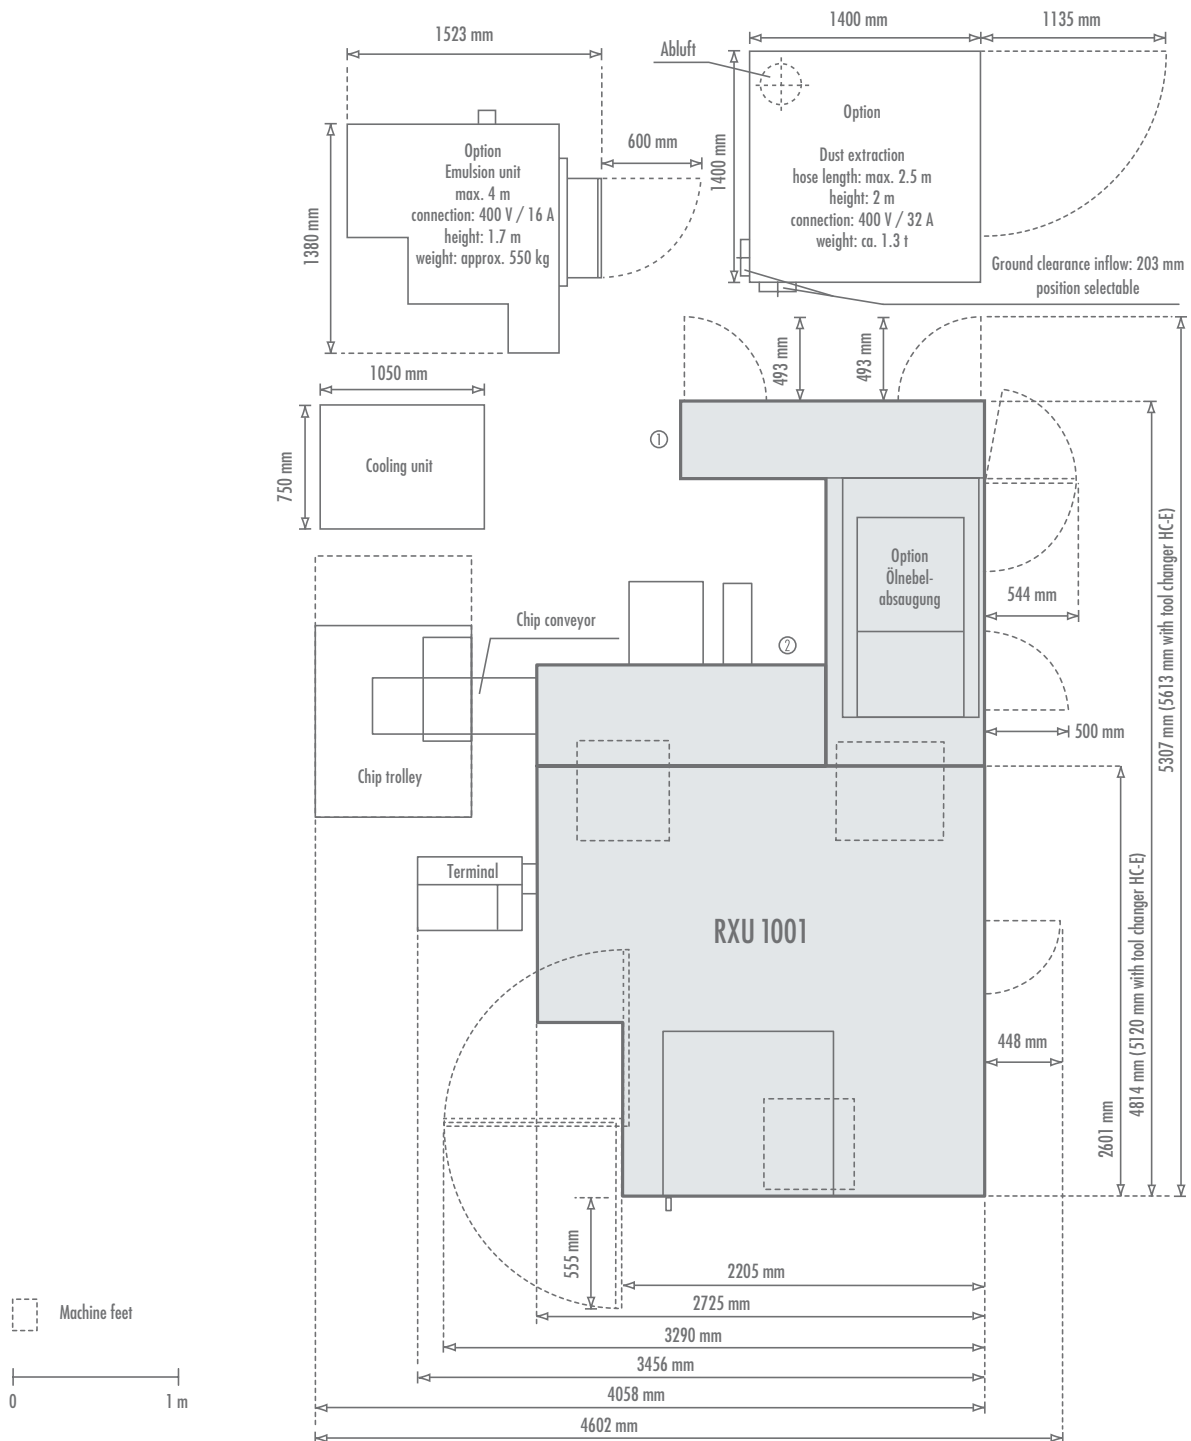 1523 mm
1400 mm
1135 mm
Abluft
600 mm
1380 mm
Option
Emulsion unit
max. 4 m
connection: 400 V / 16 A
height: 1.7 m
weight: approx. 550 kg
1400 mm
Option
Dust extraction
hose length: max. 2.5 m
height: 2 m
connection: 400 V / 32 A
weight: ca. 1.3 t
Ground clearance inflow: 203 mm
position selectable
1050 mm
750 mm
Cooling unit
493 mm
493 mm
1
Option
Ölnebel-
absaugung
544 mm
5307 mm (5613 mm with tool changer HC-E)
Chip conveyor
2
500 mm
Chip trolley
Terminal
RXU 1001
4814 mm (5120 mm with tool changer HC-E)
448 mm
2601 mm
555 mm
2205 mm
2725 mm
3290 mm
3456 mm
4058 mm
4602 mm
Machine feet
0 1 m